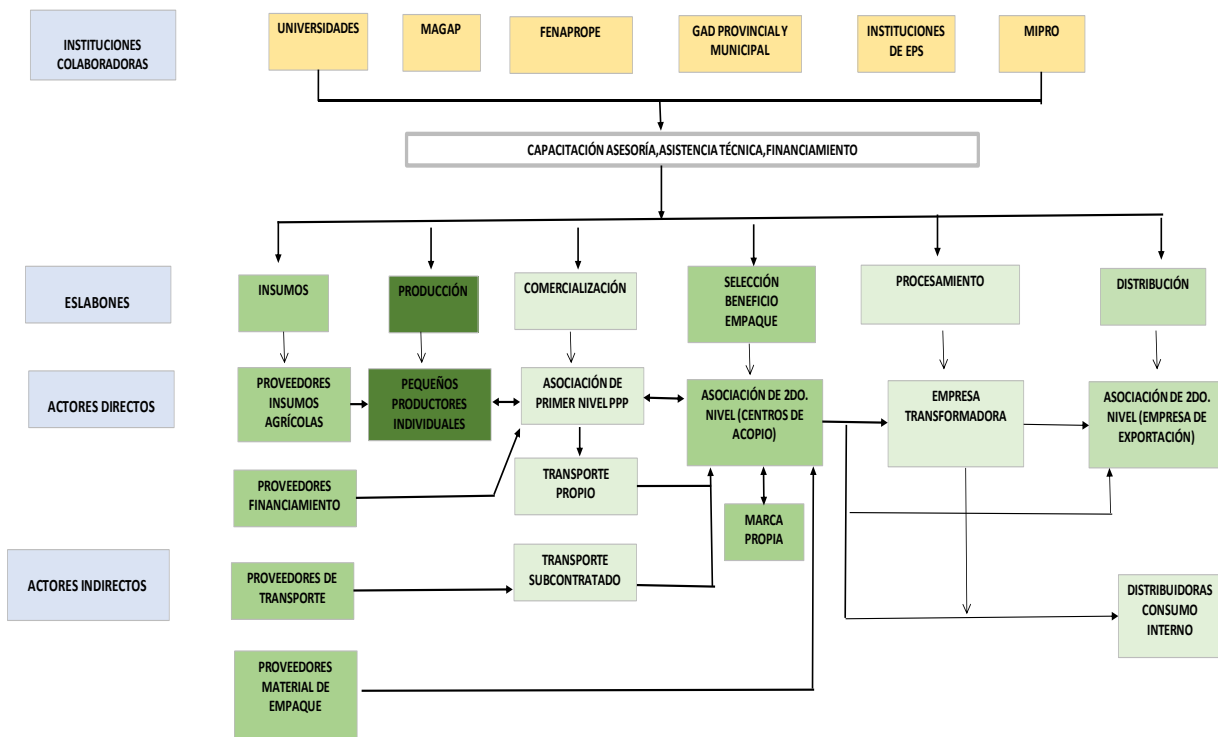 INSTITUCIONES
COLABORADORAS
UNIVERSIDADES
MAGAP
FENAPROPE
GAD PROVINCIAL Y
MUNICIPAL
INSTITUCIONES
DE EPS
MIPRO
CAPACITACIÓN ASESORÍA,ASISTENCIA TÉCNICA,FINANCIAMIENTO
ESLABONES
INSUMOS
PRODUCCIÓN
COMERCIALIZACIÓN
SELECCIÓN
BENEFICIO
EMPAQUE
PROCESAMIENTO
DISTRIBUCIÓN
ACTORES DIRECTOS
PROVEEDORES
INSUMOS
AGRÍCOLAS
PEQUEÑOS
PRODUCTORES
INDIVIDUALES
ASOCIACIÓN DE
PRIMER NIVEL PPP
ASOCIACIÓN DE 2DO.
NIVEL (CENTROS DE
ACOPIO)
EMPRESA
TRANSFORMADORA
ASOCIACIÓN DE 2DO.
NIVEL (EMPRESA DE
EXPORTACIÓN)
PROVEEDORES
FINANCIAMIENTO
TRANSPORTE
PROPIO
MARCA
PROPIA
ACTORES INDIRECTOS
PROVEEDORES DE
TRANSPORTE
TRANSPORTE
SUBCONTRATADO
DISTRIBUIDORAS
CONSUMO
INTERNO
PROVEEDORES
MATERIAL DE
EMPAQUE